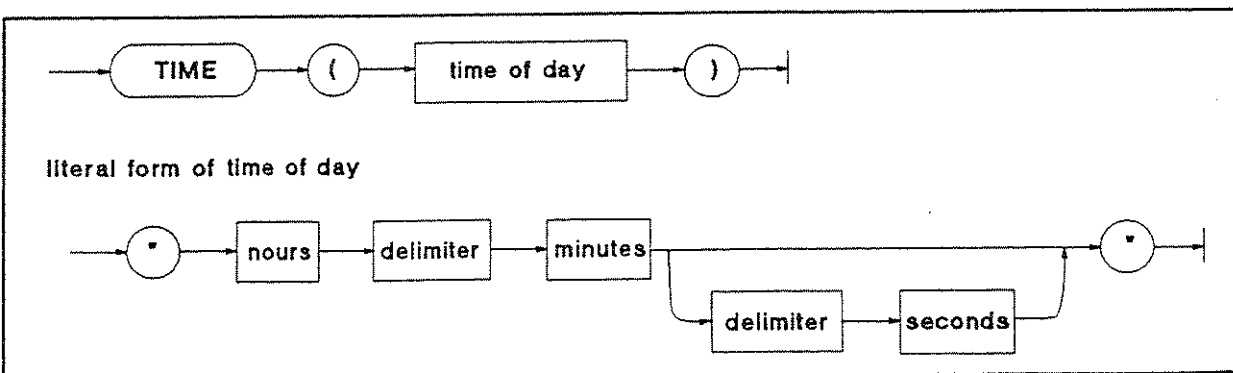 TIME ( time of day )
literal form of time of day
" nours delimiter minutes "
delimiter seconds